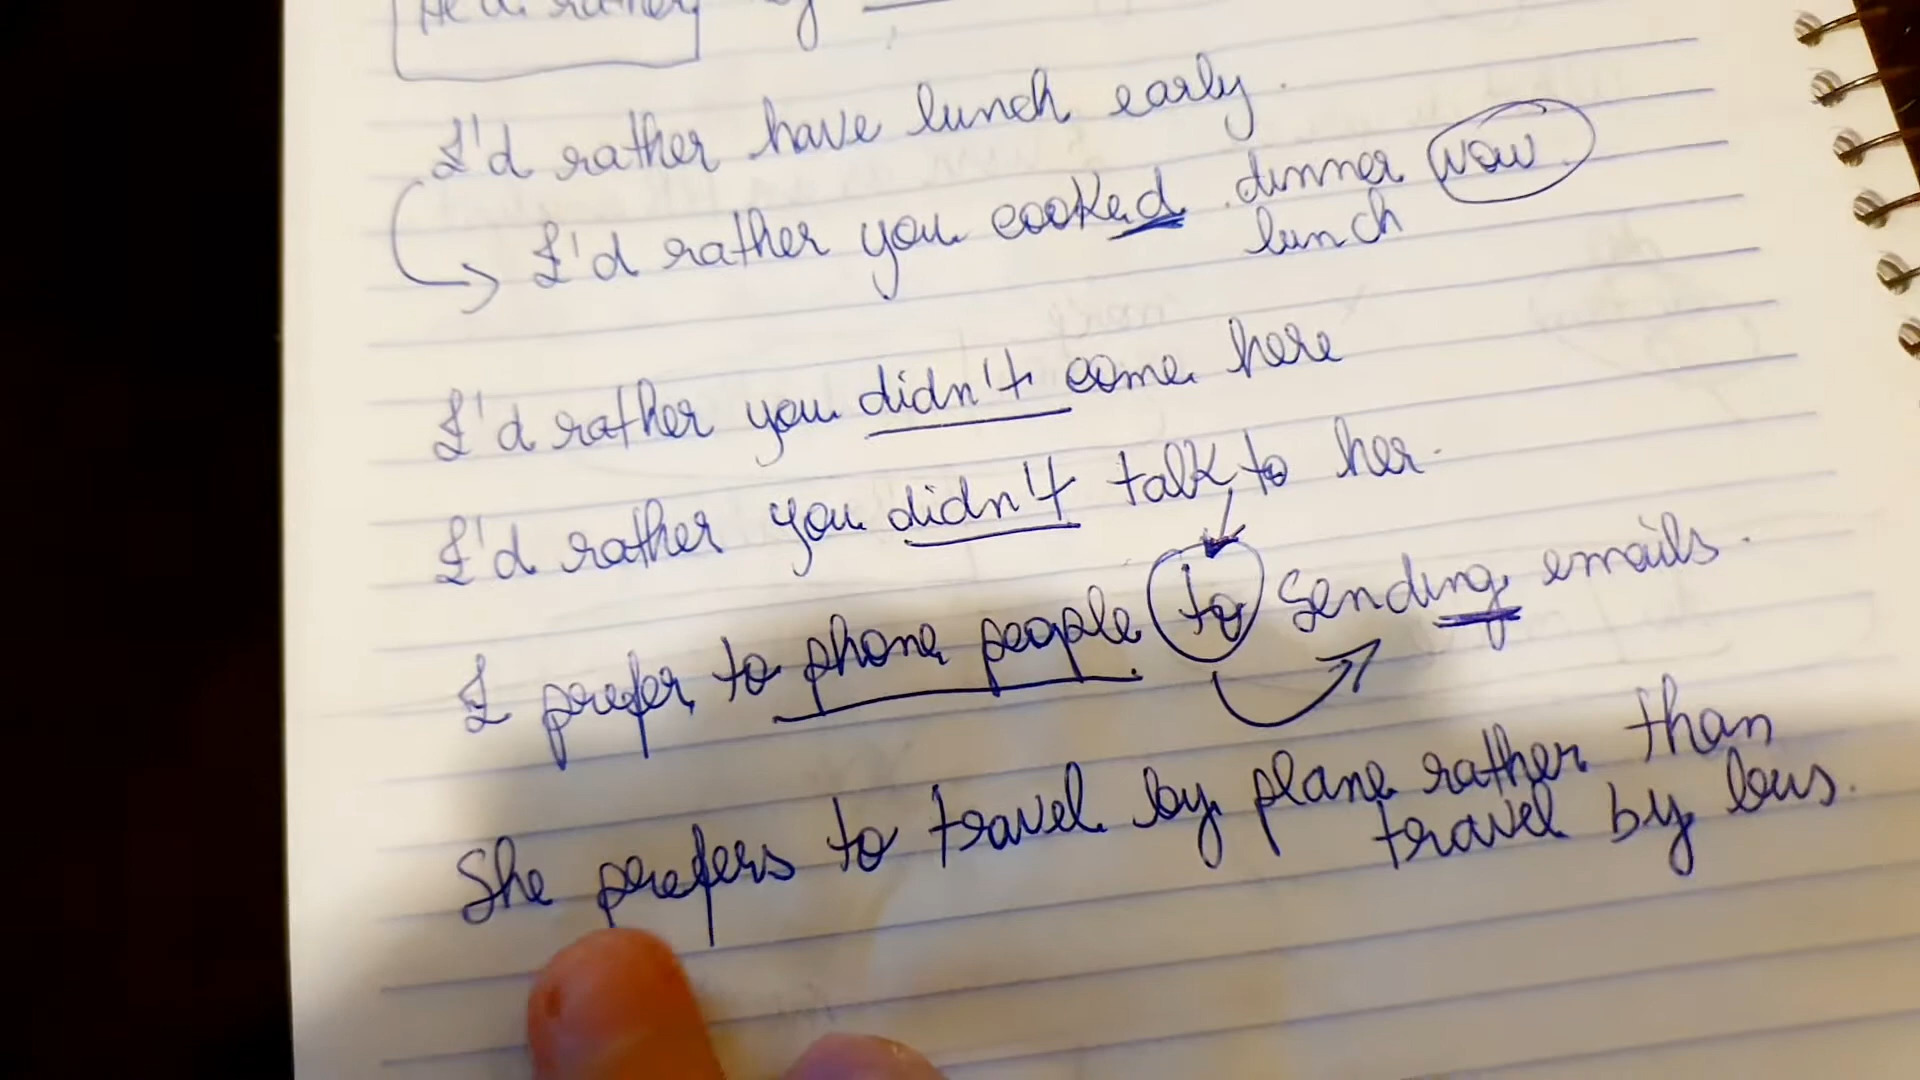 rather
I'd rather have lunch early.
I'd rather you cooked dinner now
lunch
I'd rather you didn't come here
I'd rather you didn't talk to her.
I prefer to phone people to sending emails.
She prefers to travel by plane rather than
travel by bus.